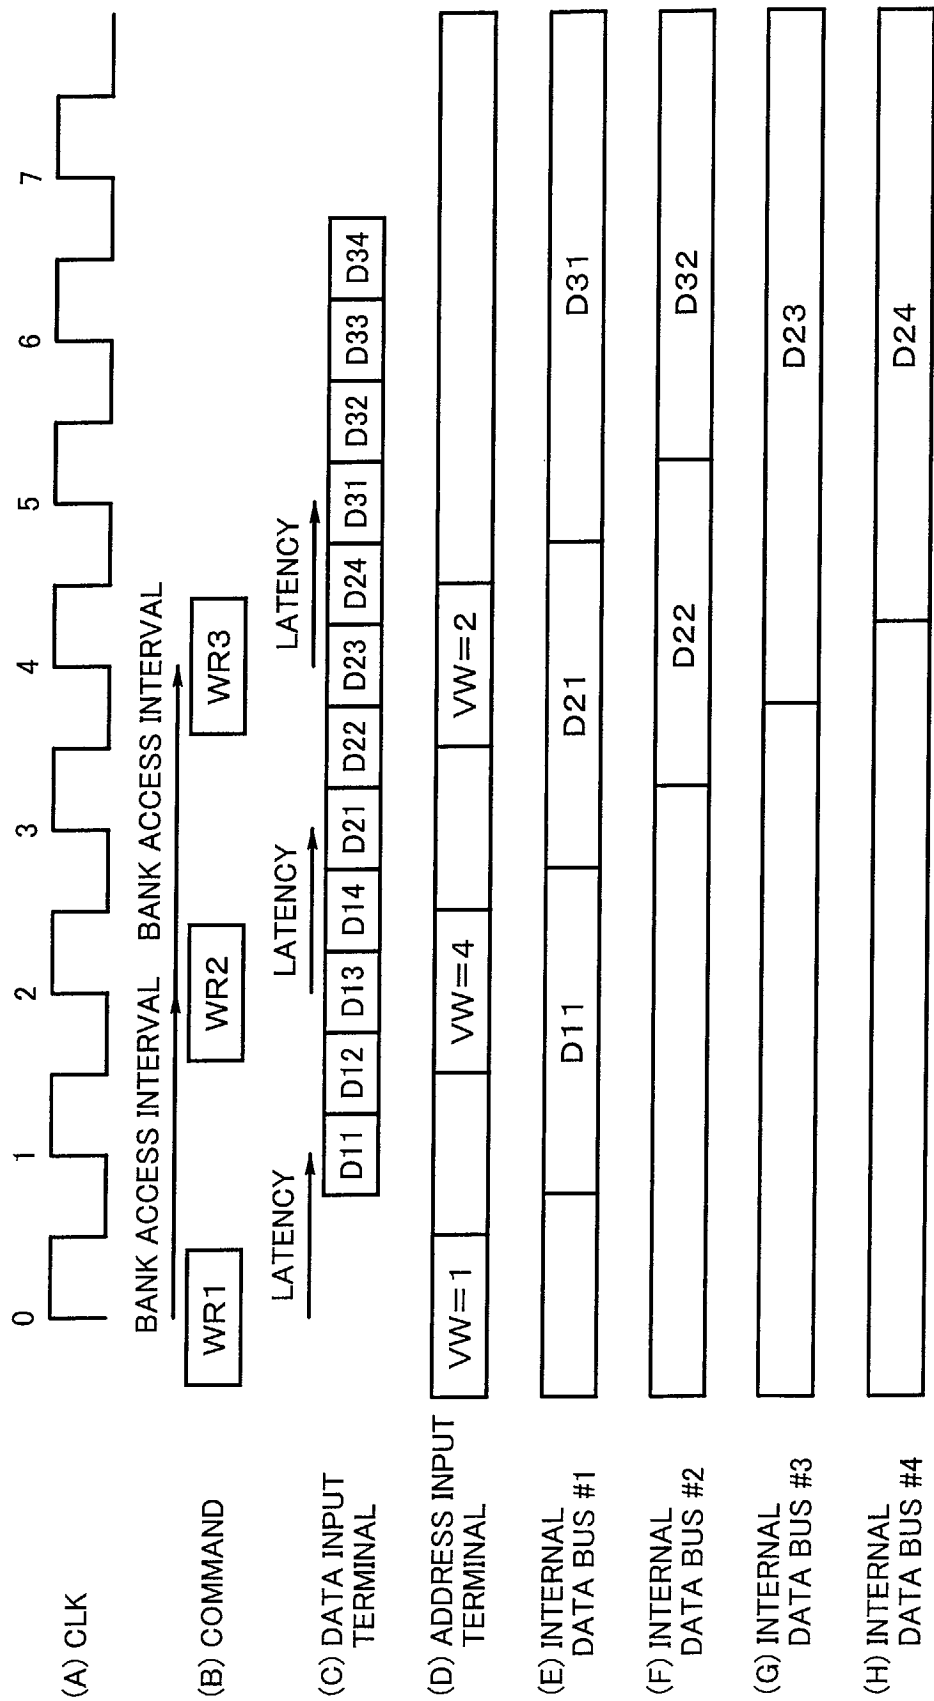 0 1 2 3 4 5 6 7
(A) CLK
BANK ACCESS INTERVAL BANK ACCESS INTERVAL
(B) COMMAND
WR1 WR2 WR3
LATENCY LATENCY LATENCY
(C) DATA INPUT
TERMINAL
D11 D12 D13 D14 D21 D22 D23 D24 D31 D32 D33 D34
(D) ADDRESS INPUT
TERMINAL
VW=1 VW=4 VW=2
(E) INTERNAL
DATA BUS #1
D11 D21 D31
(F) INTERNAL
DATA BUS #2
D22 D32
(G) INTERNAL
DATA BUS #3
D23
(H) INTERNAL
DATA BUS #4
D24